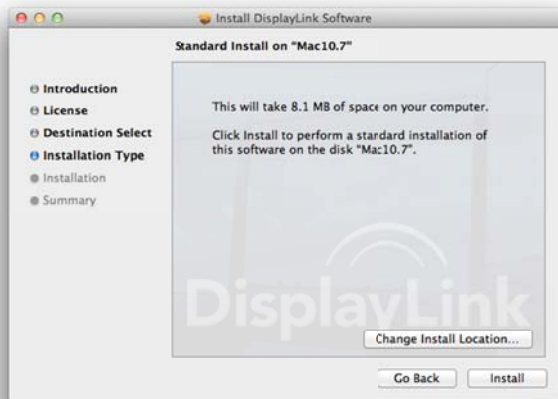 Install DisplayLink Software
Standard Install on "Mac10.7"
Introduction
License
Destination Select
Installation Type
Installation
Summary
This will take 8.1 MB of space on your computer.
Click Install to perform a standard installation of
this software on the disk "Mac10.7".
DisplayLink
Change Install Location...
Go Back
Install